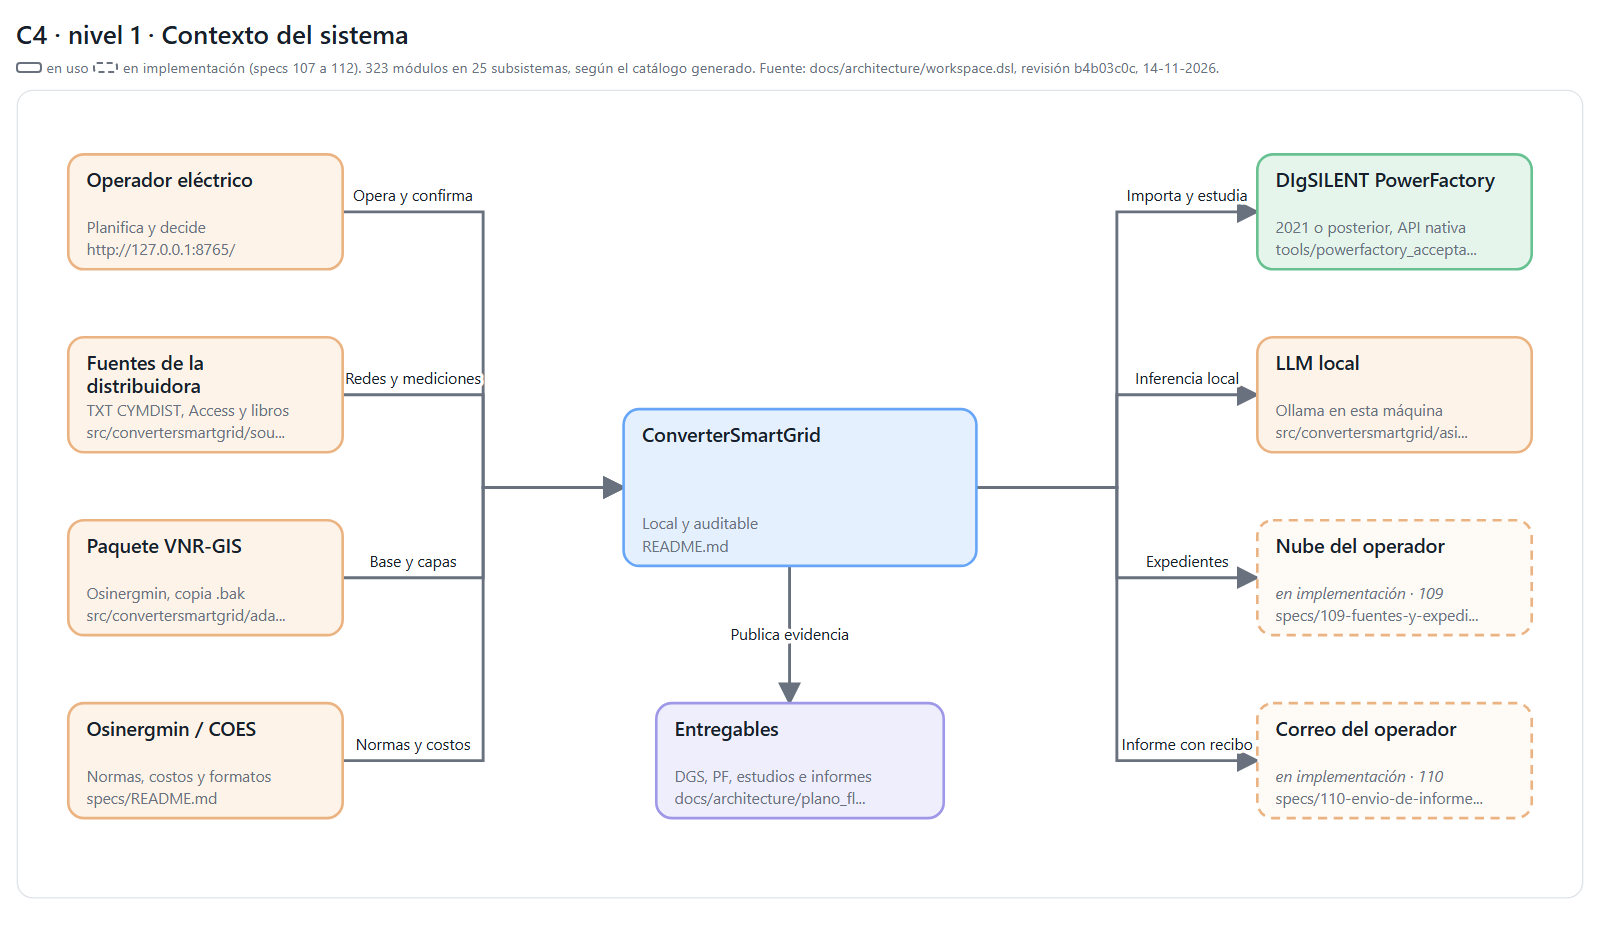 C4 · nivel 1 · Contexto del sistema
en uso en implementación (specs 107 a 112). 323 módulos en 25 subsistemas, según el catálogo generado. Fuente: docs/architecture/workspace.dsl, revisión b4b03c0c, 14-11-2026.
Operador eléctrico
Planifica y decide
http://127.0.0.1:8765/
Opera y confirma
Fuentes de la
distribuidora
TXT CYMDIST, Access y libros
src/convertersmartgrid/sou...
Redes y mediciones
Paquete VNR-GIS
Osinergmin, copia .bak
src/convertersmartgrid/ada...
Base y capas
Osinergmin / COES
Normas, costos y formatos
specs/README.md
Normas y costos
ConverterSmartGrid
Local y auditable
README.md
Publica evidencia
Entregables
DGS, PF, estudios e informes
docs/architecture/plano_fl...
Importa y estudia
DIgSILENT PowerFactory
2021 o posterior, API nativa
tools/powerfactory_accepta...
Inferencia local
LLM local
Ollama en esta máquina
src/convertersmartgrid/asi...
Expedientes
Nube del operador
en implementación · 109
specs/109-fuentes-y-expedi...
Informe con recibo
Correo del operador
en implementación · 110
specs/110-envio-de-informe...